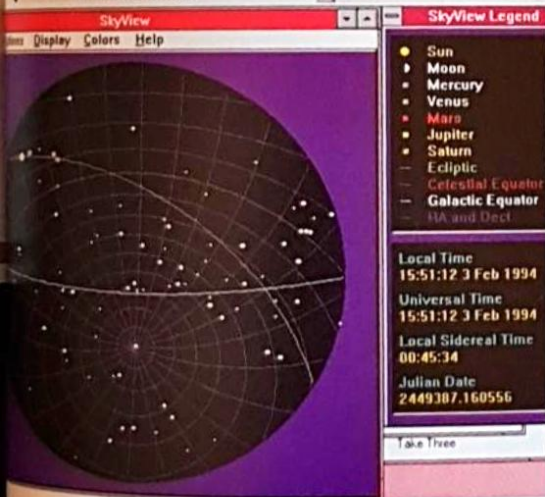 SkyView
Display Colors Help
SkyView Legend
Sun
Moon
Mercury
Venus
Mars
Jupiter
Saturn
Ecliptic
Celestial Equator
Galactic Equator
HA and Decl
Local Time
15:51:12 3 Feb 1994
Universal Time
15:51:12 3 Feb 1994
Local Sidereal Time
00:45:34
Julian Date
2449387.160556
Take Three